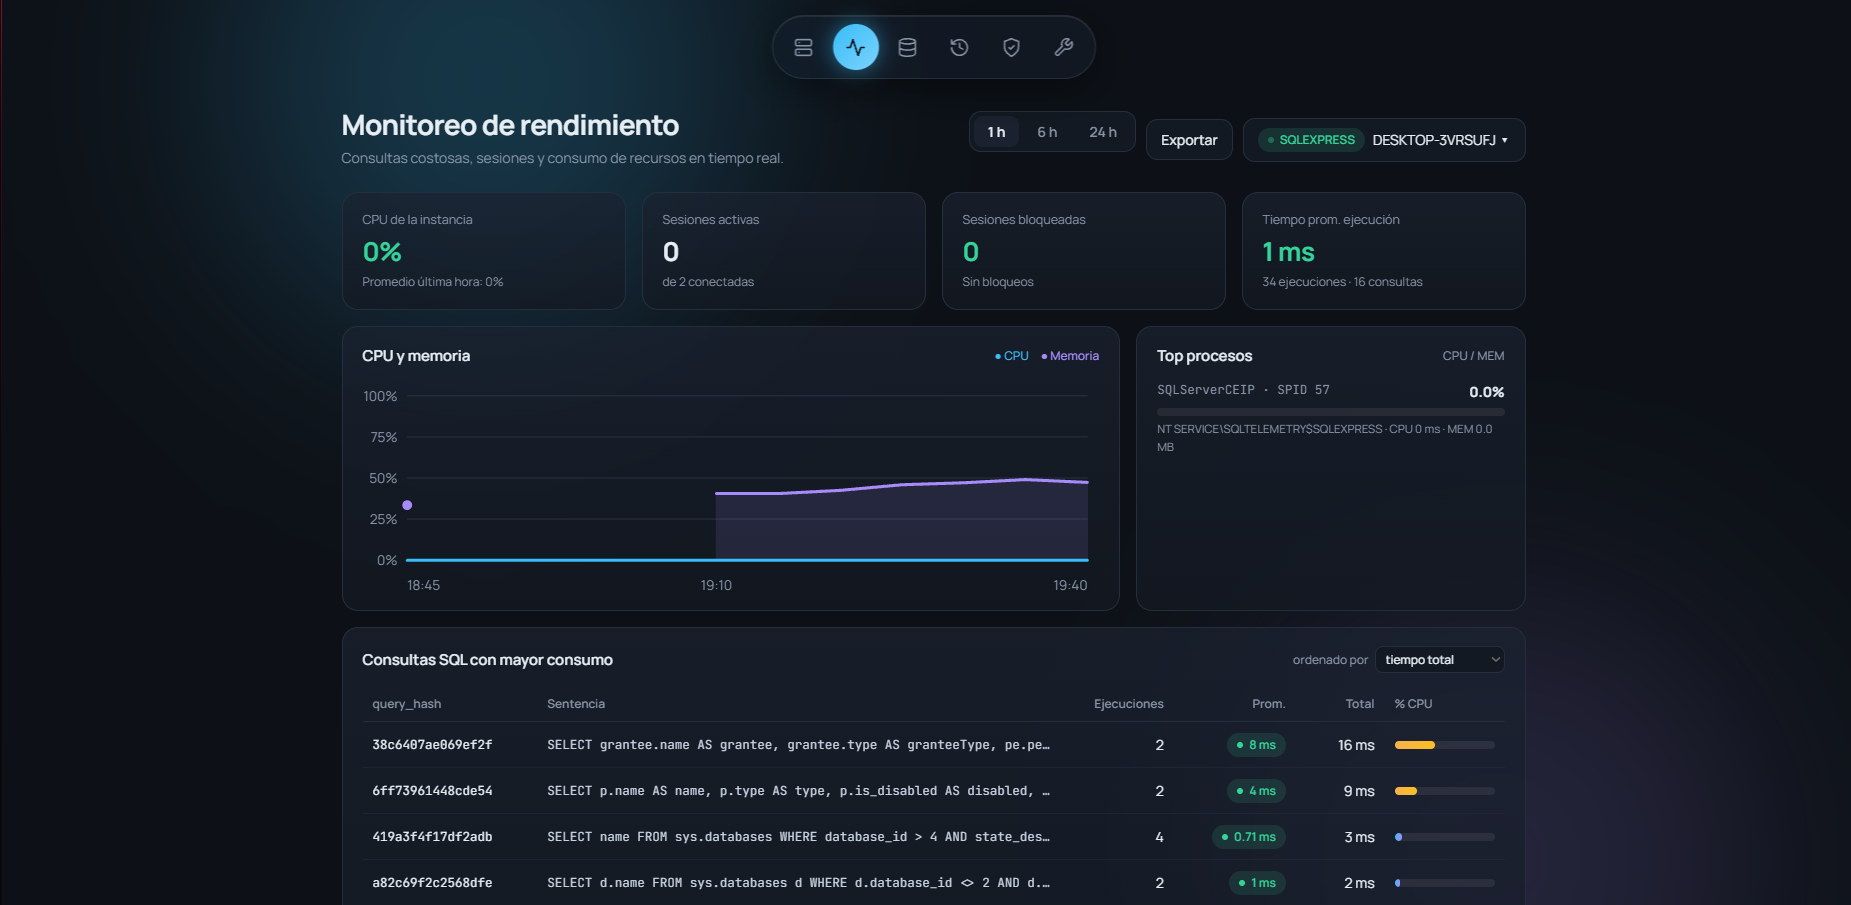 Monitoreo de rendimiento
Consultas costosas, sesiones y consumo de recursos en tiempo real.
1 h 6 h 24 h
Exportar
SQLEXPRESS DESKTOP-3VRSUFJ
CPU de la instancia
0%
Promedio última hora: 0%
Sesiones activas
0
de 2 conectadas
Sesiones bloqueadas
0
Sin bloqueos
Tiempo prom. ejecución
1 ms
34 ejecuciones · 16 consultas
CPU y memoria
CPU Memoria
100%
75%
50%
25%
0%
18:45 19:10 19:40
Top procesos CPU / MEM
SQLServerCEIP · SPID 57 0.0%
NT SERVICE\SQLTELEMETRY$SQLEXPRESS · CPU 0 ms · MEM 0.0
MB
Consultas SQL con mayor consumo ordenado por tiempo total
query_hash Sentencia Ejecuciones Prom. Total % CPU
38c6407ae069ef2f SELECT grantee.name AS grantee, grantee.type AS granteeType, pe.pe… 2 8 ms 16 ms
6ff73961448cde54 SELECT p.name AS name, p.type AS type, p.is_disabled AS disabled, … 2 4 ms 9 ms
419a3f4f17df2adb SELECT name FROM sys.databases WHERE database_id > 4 AND state_des… 4 0.71 ms 3 ms
a82c69f2c2568dfe SELECT d.name FROM sys.databases d WHERE d.database_id <> 2 AND d.… 2 1 ms 2 ms